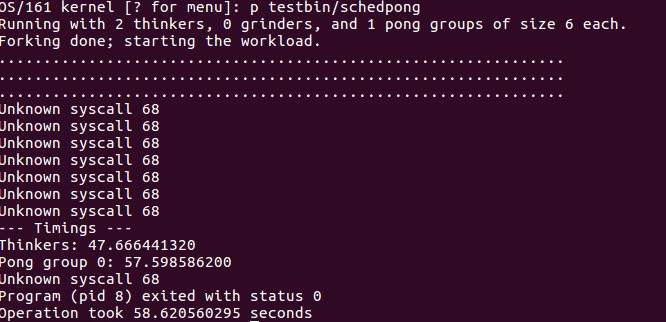 OS/161 kernel [? for menu]: p testbin/schedpong
Running with 2 thinkers, 0 grinders, and 1 pong groups of size 6 each.
Forking done; starting the workload.
...............................................................
...............................................................
...............................................................
Unknown syscall 68
Unknown syscall 68
Unknown syscall 68
Unknown syscall 68
Unknown syscall 68
Unknown syscall 68
Unknown syscall 68
--- Timings ---
Thinkers: 47.666441320
Pong group 0: 57.598586200
Unknown syscall 68
Program (pid 8) exited with status 0
Operation took 58.620560295 seconds